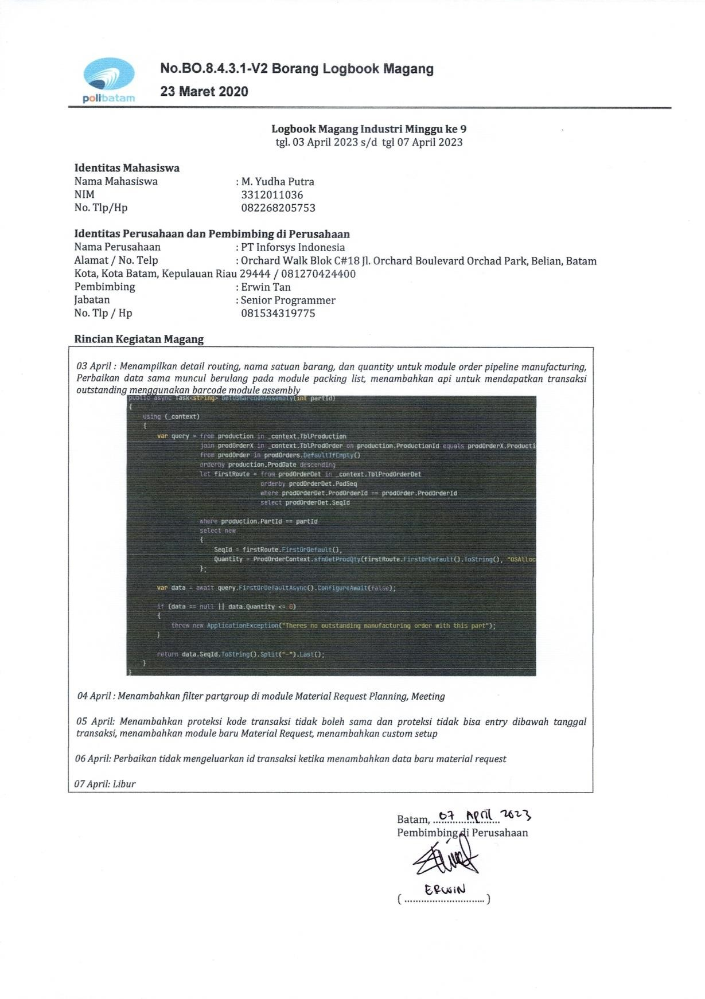 No.BO.8.4.3.1-V2 Borang Logbook Magang
23 Maret 2020
polibatam
Logbook Magang Industri Minggu ke 9
tgl. 03 April 2023 s/d tgl 07 April 2023
Identitas Mahasiswa
Nama Mahasiswa : M. Yudha Putra
NIM 3312011036
No. Tlp/Hp 082268205753
Identitas Perusahaan dan Pembimbing di Perusahaan
Nama Perusahaan : PT Inforsys Indonesia
Alamat / No. Telp : Orchard Walk Blok C#18 Jl. Orchard Boulevard Orchad Park, Belian, Batam
Kota, Kota Batam, Kepulauan Riau 29444 / 081270424400
Pembimbing : Erwin Tan
Jabatan : Senior Programmer
No. Tlp / Hp 081534319775
Rincian Kegiatan Magang
03 April : Menampilkan detail routing, nama satuan barang, dan quantity untuk module order pipeline manufacturing,
Perbaikan data sama muncul berulang pada module packing list, menambahkan api untuk mendapatkan transaksi
outstanding menggunakan barcode module assembly
public async Task<string> GetOSBarcodeAssembly(int partId)
{
using (_context)
{
var query = from production in _context.TblProduction
join prodOrderX in _context.TblProdOrder on production.ProductionId equals prodOrderX.Producti
from prodOrder in prodOrders.DefaultIfEmpty()
orderby production.ProdDate descending
let firstRoute = from prodOrderDet in _context.TblProdOrderDet
orderby prodOrderDet.PodSeq
where prodOrderDet.ProdOrderId == prodOrder.ProdOrderId
select prodOrderDet.SeqId
where production.PartId == partId
select new
{
SeqId = firstRoute.FirstOrDefault(),
Quantity = ProdOrderContext.sfnGetProdQty(firstRoute.FirstOrDefault().ToString(), "OSAlloc
};
var data = await query.FirstOrDefaultAsync().ConfigureAwait(false);
if (data == null || data.Quantity <= 0)
{
throw new ApplicationException("Theres no outstanding manufacturing order with this part");
}
return data.SeqId.ToString().Split("-").Last();
}
}
04 April : Menambahkan filter partgroup di module Material Request Planning, Meeting
05 April: Menambahkan proteksi kode transaksi tidak boleh sama dan proteksi tidak bisa entry dibawah tanggal
transaksi, menambahkan module baru Material Request, menambahkan custom setup
06 April: Perbaikan tidak mengeluarkan id transaksi ketika menambahkan data baru material request
07 April: Libur
Batam, 07 APRIL 2023
Pembimbing di Perusahaan
ERWIN
( ............................. )